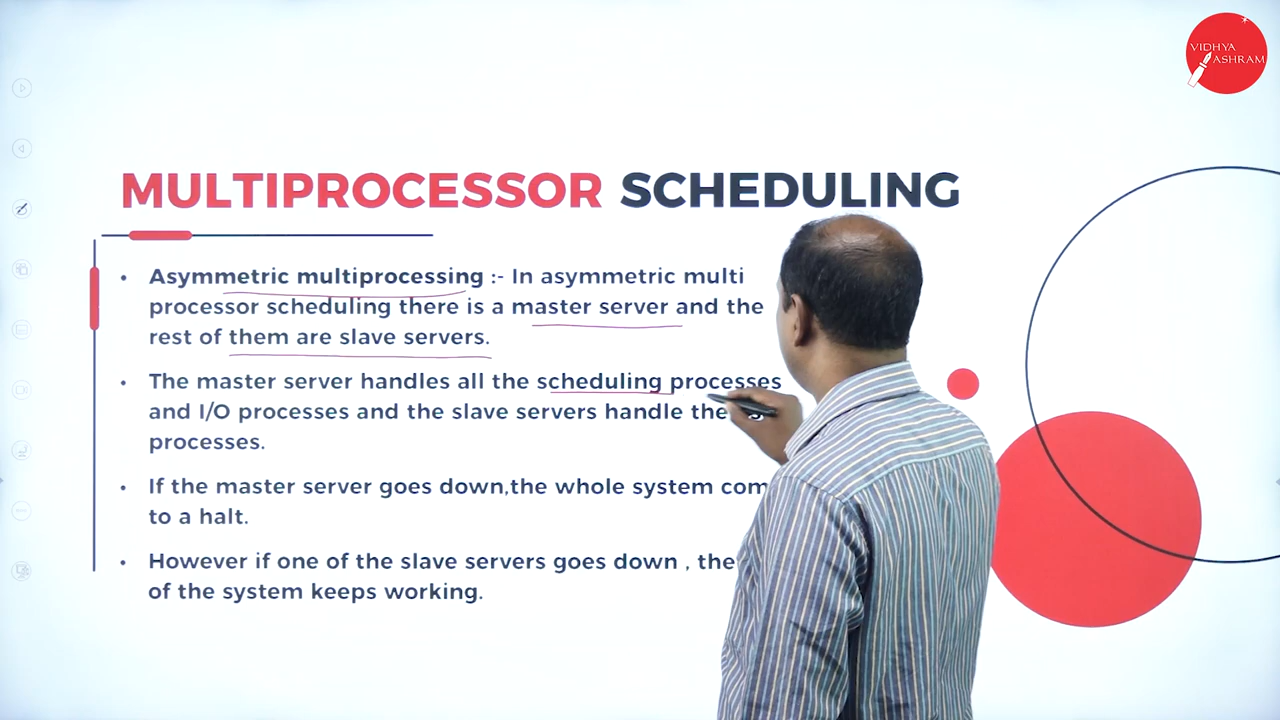 VIDHYA
ASHRAM
MULTIPROCESSOR SCHEDULING
• Asymmetric multiprocessing :- In asymmetric multi
processor scheduling there is a master server and the
rest of them are slave servers.
• The master server handles all the scheduling processes
and I/O processes and the slave servers handle the
processes.
• If the master server goes down,the whole system
to a halt.
• However if one of the slave servers goes down , the
of the system keeps working.